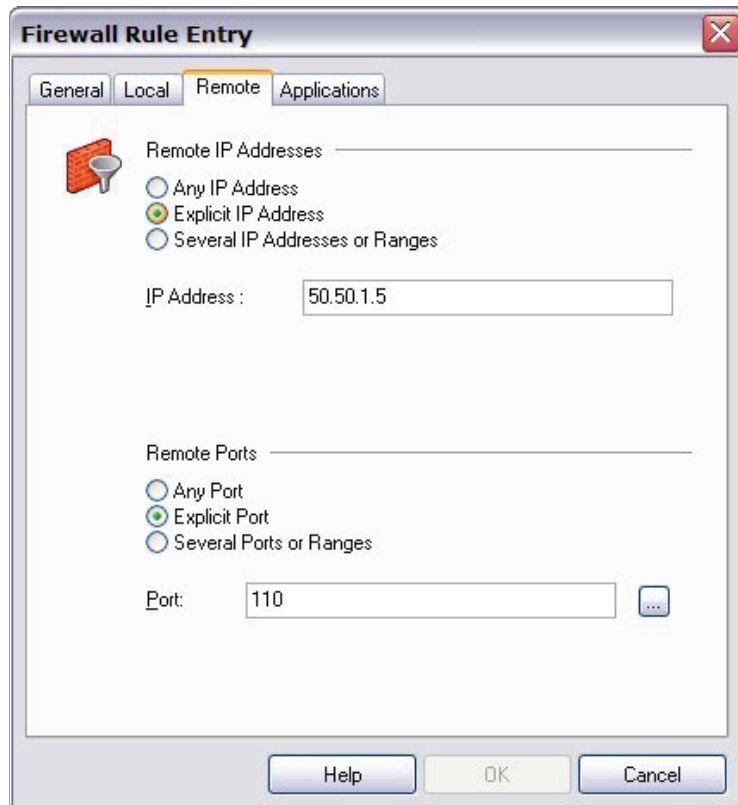 Firewall Rule Entry
General Local Remote Applications
Remote IP Addresses
Any IP Address
Explicit IP Address
Several IP Addresses or Ranges
IP Address : 50.50.1.5
Remote Ports
Any Port
Explicit Port
Several Ports or Ranges
Port: 110 ...
Help OK Cancel